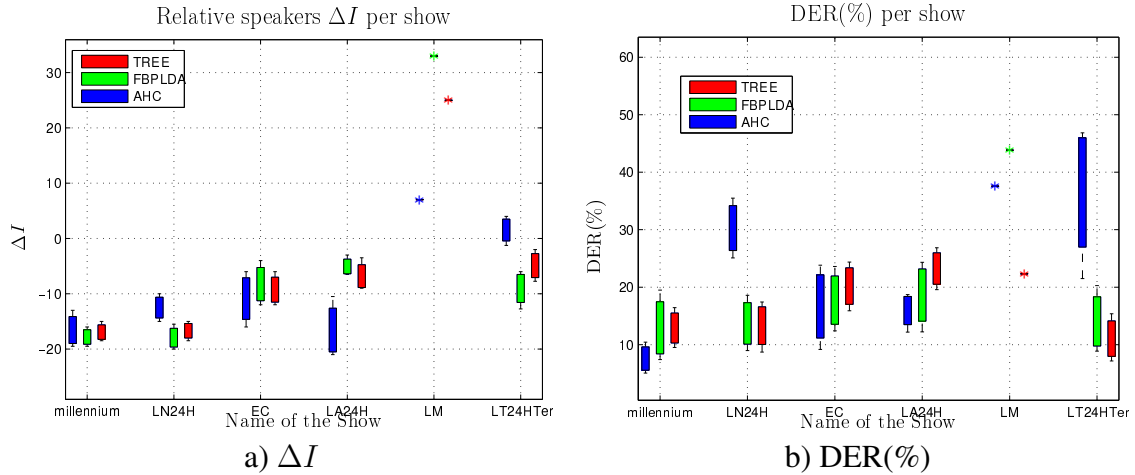 Relative speakers ΔI per show
TREE
FBPLDA
AHC
30
20
10
0
−10
−20
ΔI
millennium LN24H EC LA24H LM LT24HTer
Name of the Show
a) ΔI
DER(%) per show
TREE
FBPLDA
AHC
60
50
40
30
20
10
DER(%)
millennium LN24H EC LA24H LM LT24HTer
Name of the Show
b) DER(%)